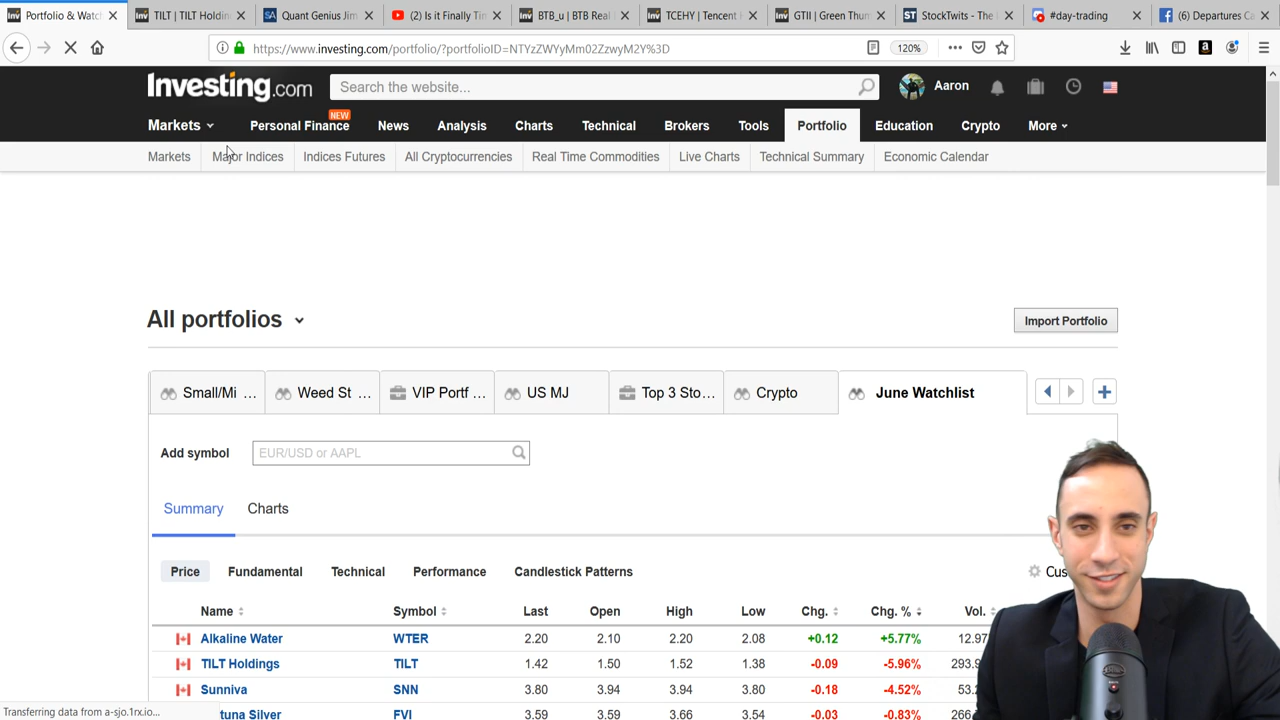 Portfolio & Watch
TILT | TILT Holdin
Quant Genius Jim
(2) Is it Finally Tim
BTB_u | BTB Real
TCEHY | Tencent
GTII | Green Thum
StockTwits - The
#day-trading
(6) Departures Ca
https://www.investing.com/portfolio/?portfolioID=NTYzZWYyMm02ZzwyM2Y%3D
120%
Investing.com
Search the website...
Aaron
NEW
Markets Personal Finance News Analysis Charts Technical Brokers Tools Portfolio Education Crypto More
Markets Major Indices Indices Futures All Cryptocurrencies Real Time Commodities Live Charts Technical Summary Economic Calendar
All portfolios
Import Portfolio
Small/Mi ... Weed St ... VIP Portf ... US MJ Top 3 Sto... Crypto June Watchlist
Add symbol EUR/USD or AAPL
Summary Charts
Price Fundamental Technical Performance Candlestick Patterns Cus
Name Symbol Last Open High Low Chg. Chg. % Vol.
Alkaline Water WTER 2.20 2.10 2.20 2.08 +0.12 +5.77% 12.97
TILT Holdings TILT 1.42 1.50 1.52 1.38 -0.09 -5.96% 293.9
Sunniva SNN 3.80 3.94 3.94 3.80 -0.18 -4.52% 53.2
Transferring data from a-sjo.1rx.io...
tuna Silver FVI 3.59 3.59 3.66 3.54 -0.03 -0.83% 266